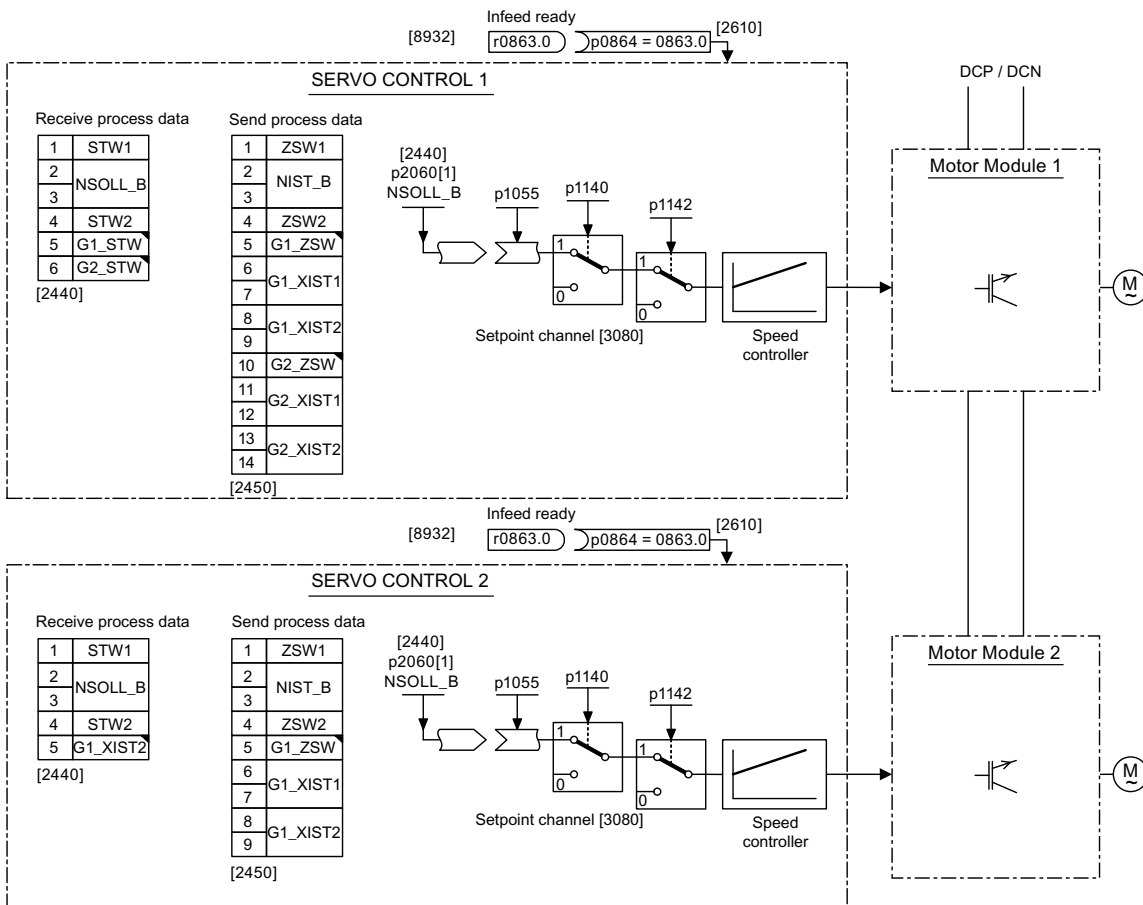 Infeed ready
[8932] r0863.0 p0864 = 0863.0 [2610]
SERVO CONTROL 1
Receive process data
1 STW1
2
3 NSOLL_B
4 STW2
5 G1_STW
6 G2_STW
[2440]
Send process data
1 ZSW1
2
3 NIST_B
4 ZSW2
5 G1_ZSW
6
7 G1_XIST1
8
9 G1_XIST2
10 G2_ZSW
11
12 G2_XIST1
13
14 G2_XIST2
[2450]
[2440]
p2060[1]
NSOLL_B
p1055
p1140
p1142
1
0
1
0
Setpoint channel [3080]
Speed
controller
DCP / DCN
Motor Module 1
M
~
Infeed ready
[8932] r0863.0 p0864 = 0863.0 [2610]
SERVO CONTROL 2
Receive process data
1 STW1
2
3 NSOLL_B
4 STW2
5 G1_XIST2
[2440]
Send process data
1 ZSW1
2
3 NIST_B
4 ZSW2
5 G1_ZSW
6
7 G1_XIST1
8
9 G1_XIST2
[2450]
[2440]
p2060[1]
NSOLL_B
p1055
p1140
p1142
1
0
1
0
Setpoint channel [3080]
Speed
controller
Motor Module 2
M
~